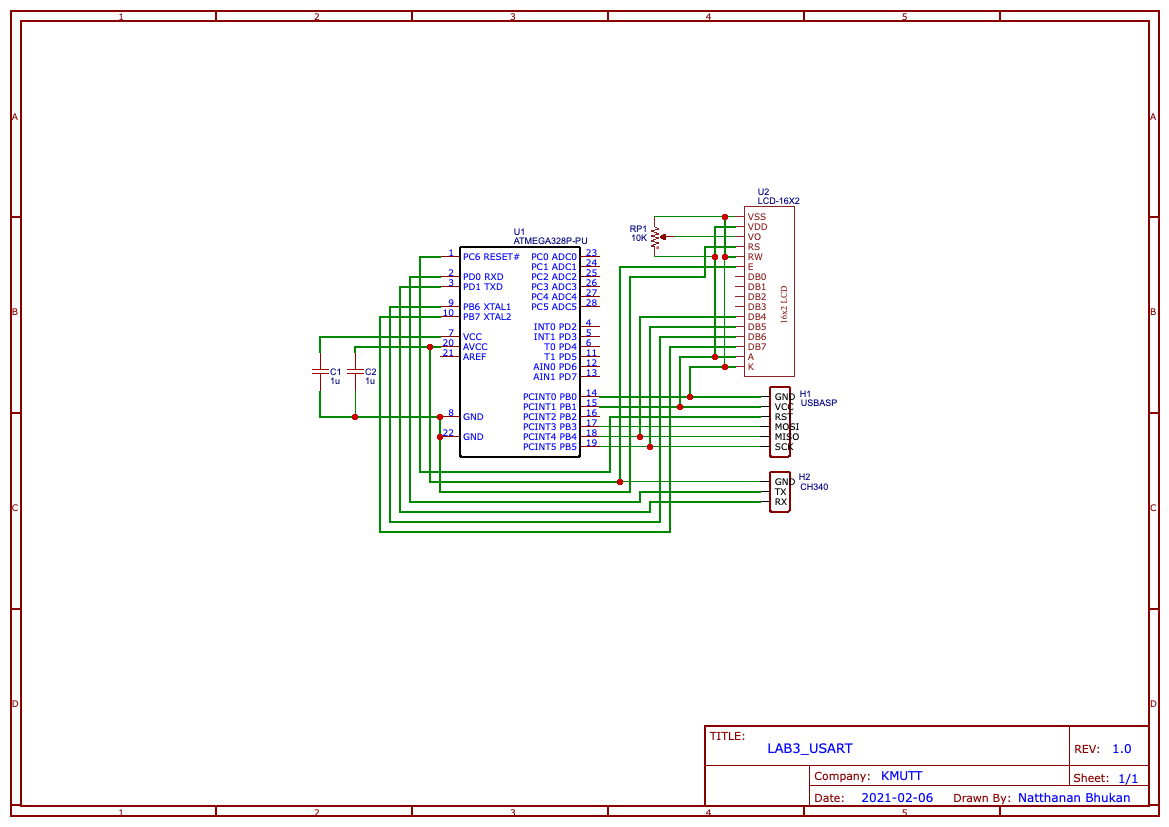 1 2 3 4 5
A A
B B
C C
D D
U2
LCD-16X2
VSS
VDD
VO
RS
RW
E
DB0
DB1
DB2
DB3
DB4
DB5
DB6
DB7
A
K
16x2 LCD
RP1
10K
U1
ATMEGA328P-PU
1 PC6 RESET# PC0 ADC0 23
PC1 ADC1 24
2 PD0 RXD PC2 ADC2 25
3 PD1 TXD PC3 ADC3 26
PC4 ADC4 27
9 PB6 XTAL1 PC5 ADC5 28
10 PB7 XTAL2
INT0 PD2 4
7 VCC INT1 PD3 5
20 AVCC T0 PD4 6
21 AREF T1 PD5 11
AIN0 PD6 12
AIN1 PD7 13
PCINT0 PB0 14
PCINT1 PB1 15
8 GND PCINT2 PB2 16
PCINT3 PB3 17
22 GND PCINT4 PB4 18
PCINT5 PB5 19
C1
1u
C2
1u
H1
USBASP
GND
VCC
RST
MOSI
MISO
SCK
H2
CH340
GND
TX
RX
TITLE:
LAB3_USART
REV: 1.0
Company: KMUTT
Sheet: 1/1
Date: 2021-02-06 Drawn By: Natthanan Bhukan
1 2 3 4 5